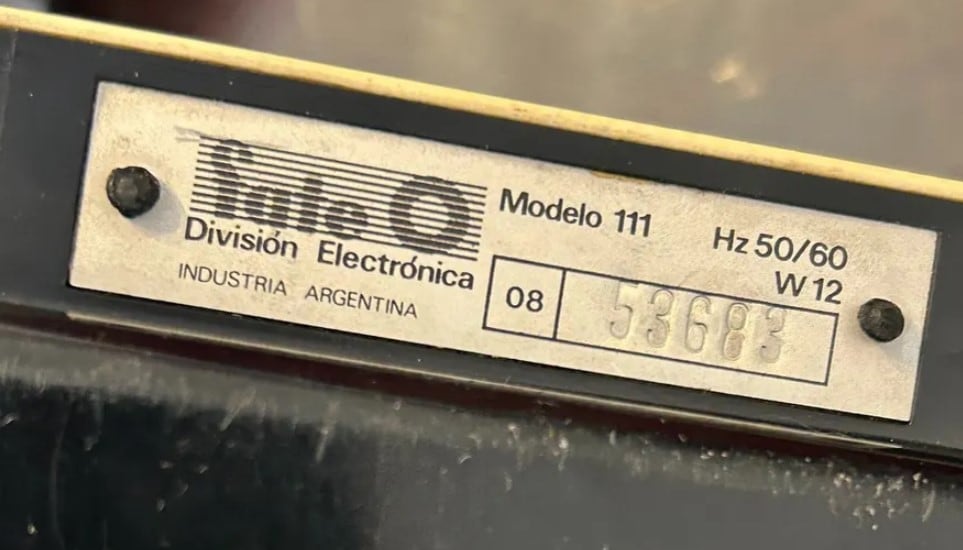 fate O
División Electrónica
INDUSTRIA ARGENTINA
Modelo 111
Hz 50/60
W 12
08 53683